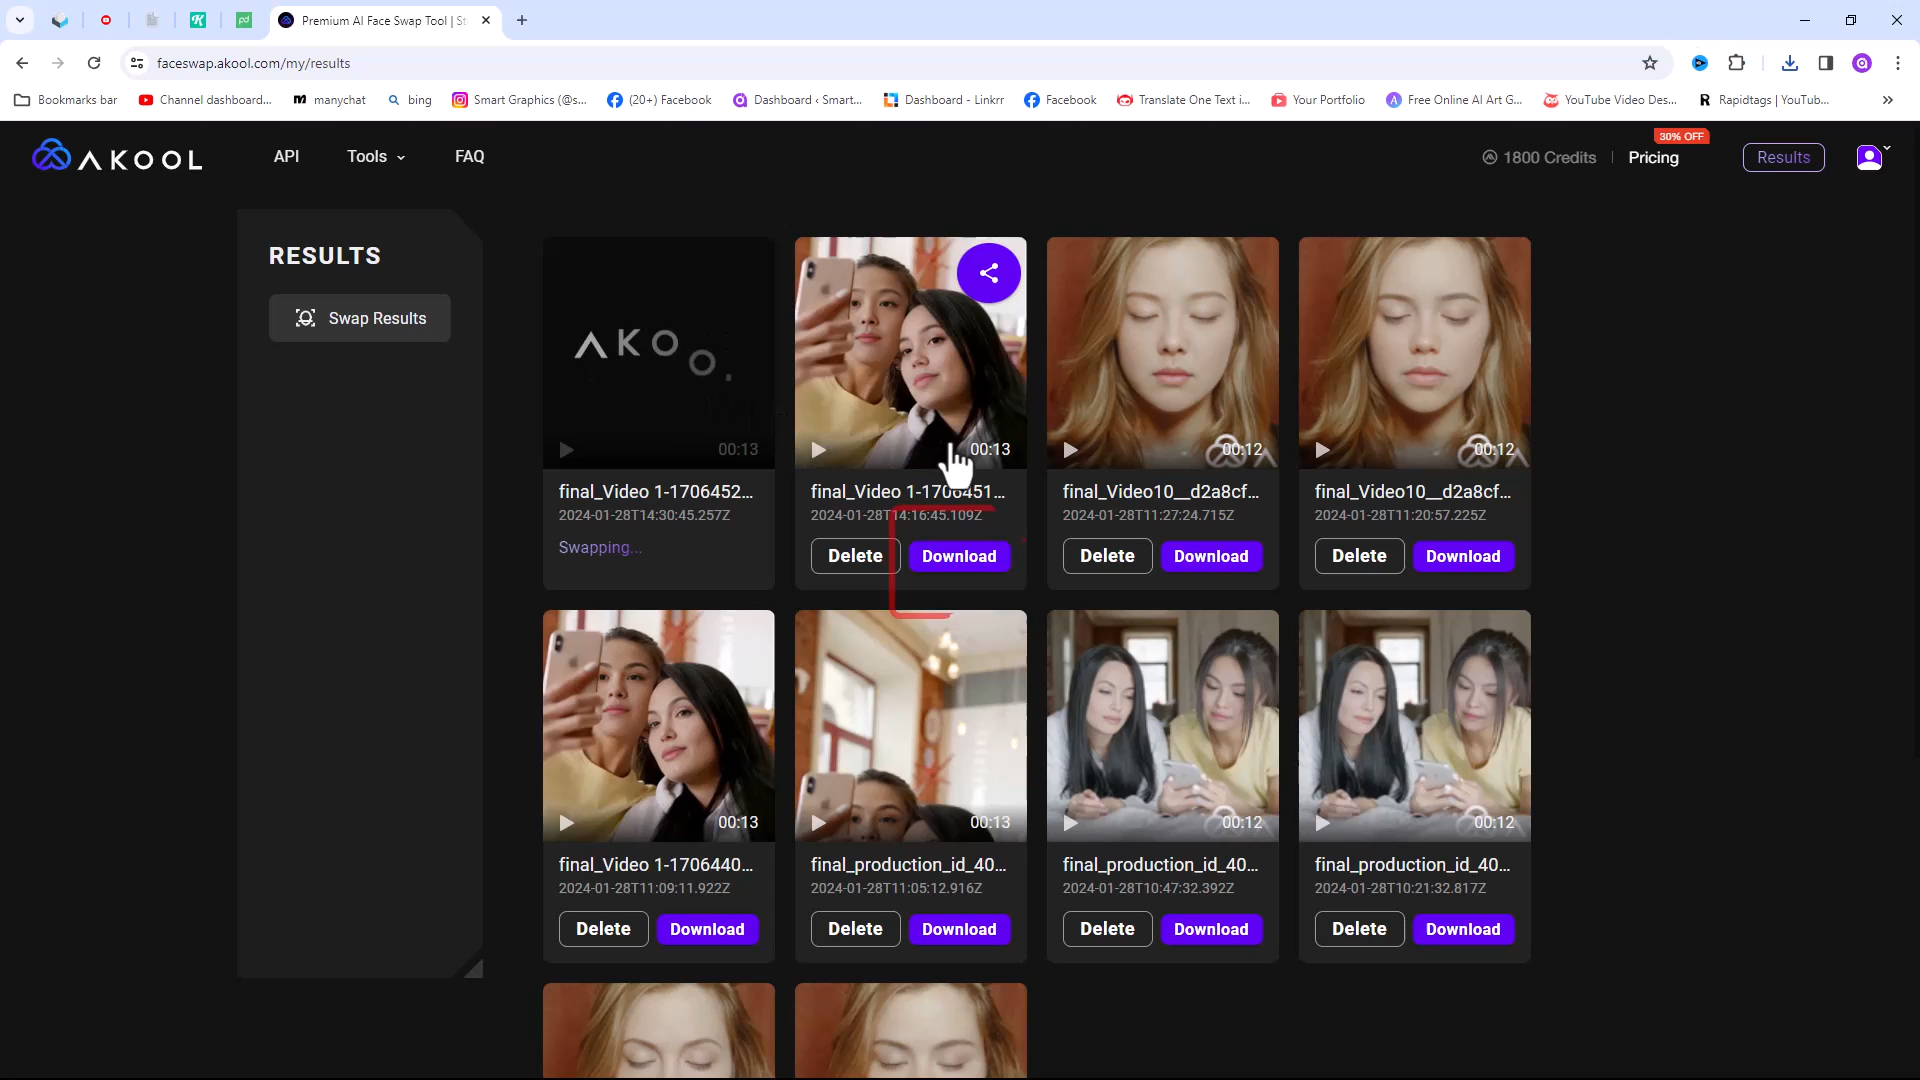 Premium AI Face Swap Tool | St
faceswap.akool.com/my/results
Bookmarks bar
Channel dashboard...
manychat
bing
Smart Graphics (@s...
(20+) Facebook
Dashboard ‹ Smart...
Dashboard - Linkrr
Facebook
Translate One Text i...
Your Portfolio
Free Online AI Art G...
YouTube Video Des...
Rapidtags | YouTub...
AKOOL
API
Tools
FAQ
1800 Credits
30% OFF
Pricing
Results
RESULTS
Swap Results
AKOO.
00:13
00:13
00:12
00:12
final_Video 1-1706452...
final_Video 1-1706451...
final_Video10__d2a8cf...
final_Video10__d2a8cf...
2024-01-28T14:30:45.257Z
2024-01-28T14:16:45.109Z
2024-01-28T11:27:24.715Z
2024-01-28T11:20:57.225Z
Swapping...
Delete
Download
Delete
Download
Delete
Download
00:13
00:13
00:12
00:12
final_Video 1-1706440...
final_production_id_40...
final_production_id_40...
final_production_id_40...
2024-01-28T11:09:11.922Z
2024-01-28T11:05:12.916Z
2024-01-28T10:47:32.392Z
2024-01-28T10:21:32.817Z
Delete
Download
Delete
Download
Delete
Download
Delete
Download